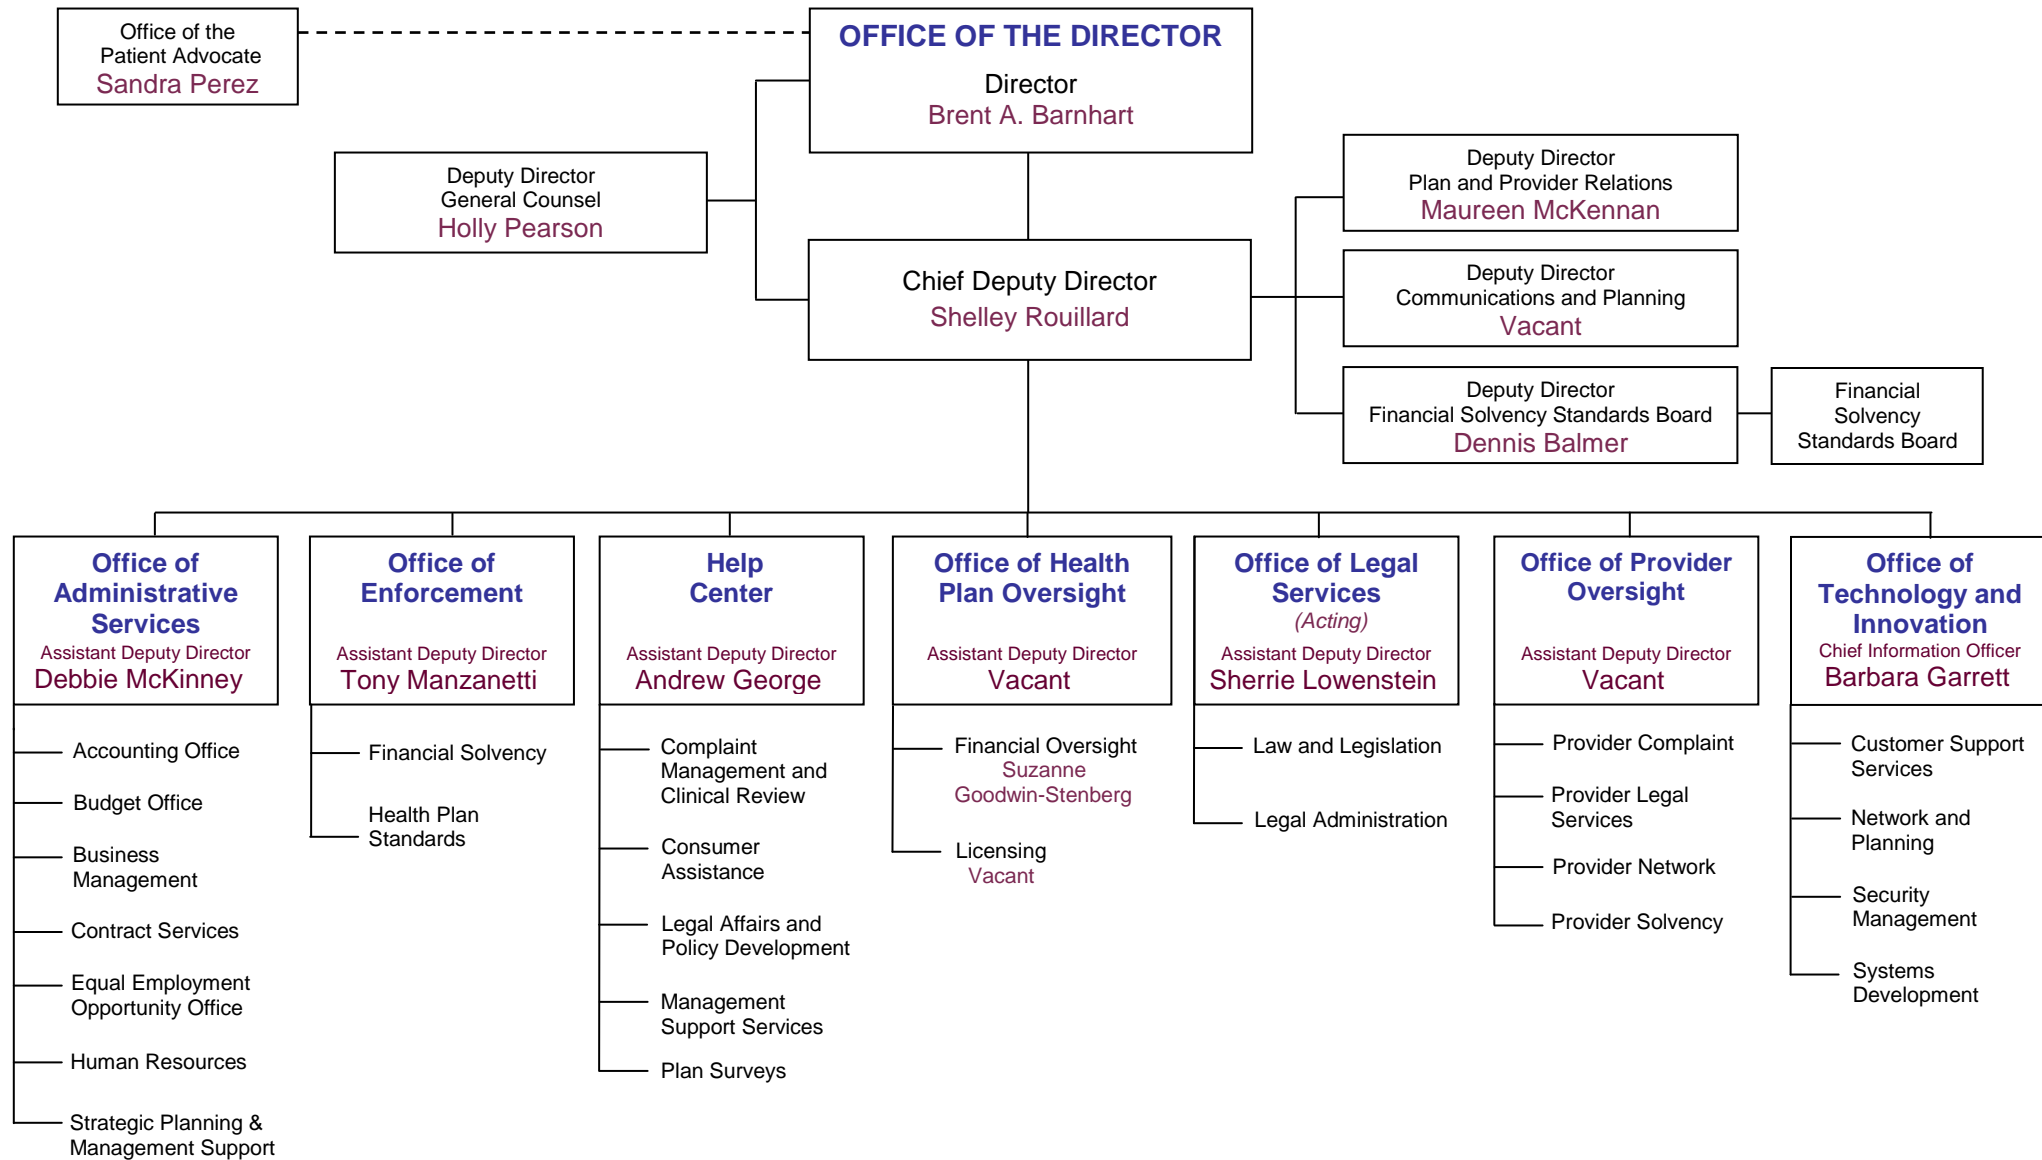 Office of the
Patient Advocate
Sandra Perez
OFFICE OF THE DIRECTOR
Director
Brent A. Barnhart
Deputy Director
General Counsel
Holly Pearson
Chief Deputy Director
Shelley Rouillard
Deputy Director
Plan and Provider Relations
Maureen McKennan
Deputy Director
Communications and Planning
Vacant
Deputy Director
Financial Solvency Standards Board
Dennis Balmer
Financial
Solvency
Standards Board
Office of
Administrative
Services
Assistant Deputy Director
Debbie McKinney
Accounting Office
Budget Office
Business
Management
Contract Services
Equal Employment
Opportunity Office
Human Resources
Strategic Planning &
Management Support
Office of
Enforcement
Assistant Deputy Director
Tony Manzanetti
Financial Solvency
Health Plan
Standards
Help
Center
Assistant Deputy Director
Andrew George
Complaint
Management and
Clinical Review
Consumer
Assistance
Legal Affairs and
Policy Development
Management
Support Services
Plan Surveys
Office of Health
Plan Oversight
Assistant Deputy Director
Vacant
Financial Oversight
Suzanne
Goodwin-Stenberg
Licensing
Vacant
Office of Legal
Services
(Acting)
Assistant Deputy Director
Sherrie Lowenstein
Law and Legislation
Legal Administration
Office of Provider
Oversight
Assistant Deputy Director
Vacant
Provider Complaint
Provider Legal
Services
Provider Network
Provider Solvency
Office of
Technology and
Innovation
Chief Information Officer
Barbara Garrett
Customer Support
Services
Network and
Planning
Security
Management
Systems
Development